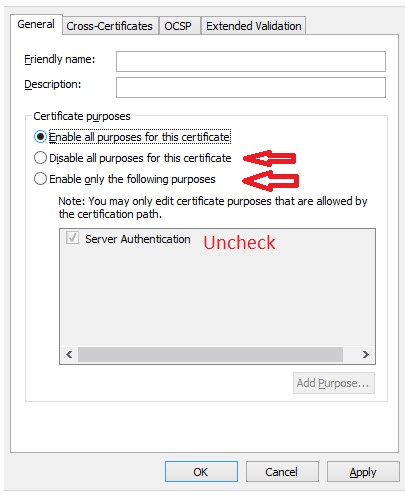 General Cross-Certificates OCSP Extended Validation
Friendly name:
Description:
Certificate purposes
Enable all purposes for this certificate
Disable all purposes for this certificate
Enable only the following purposes
Note: You may only edit certificate purposes that are allowed by
the certification path.
Server Authentication Uncheck
Add Purpose...
OK Cancel Apply